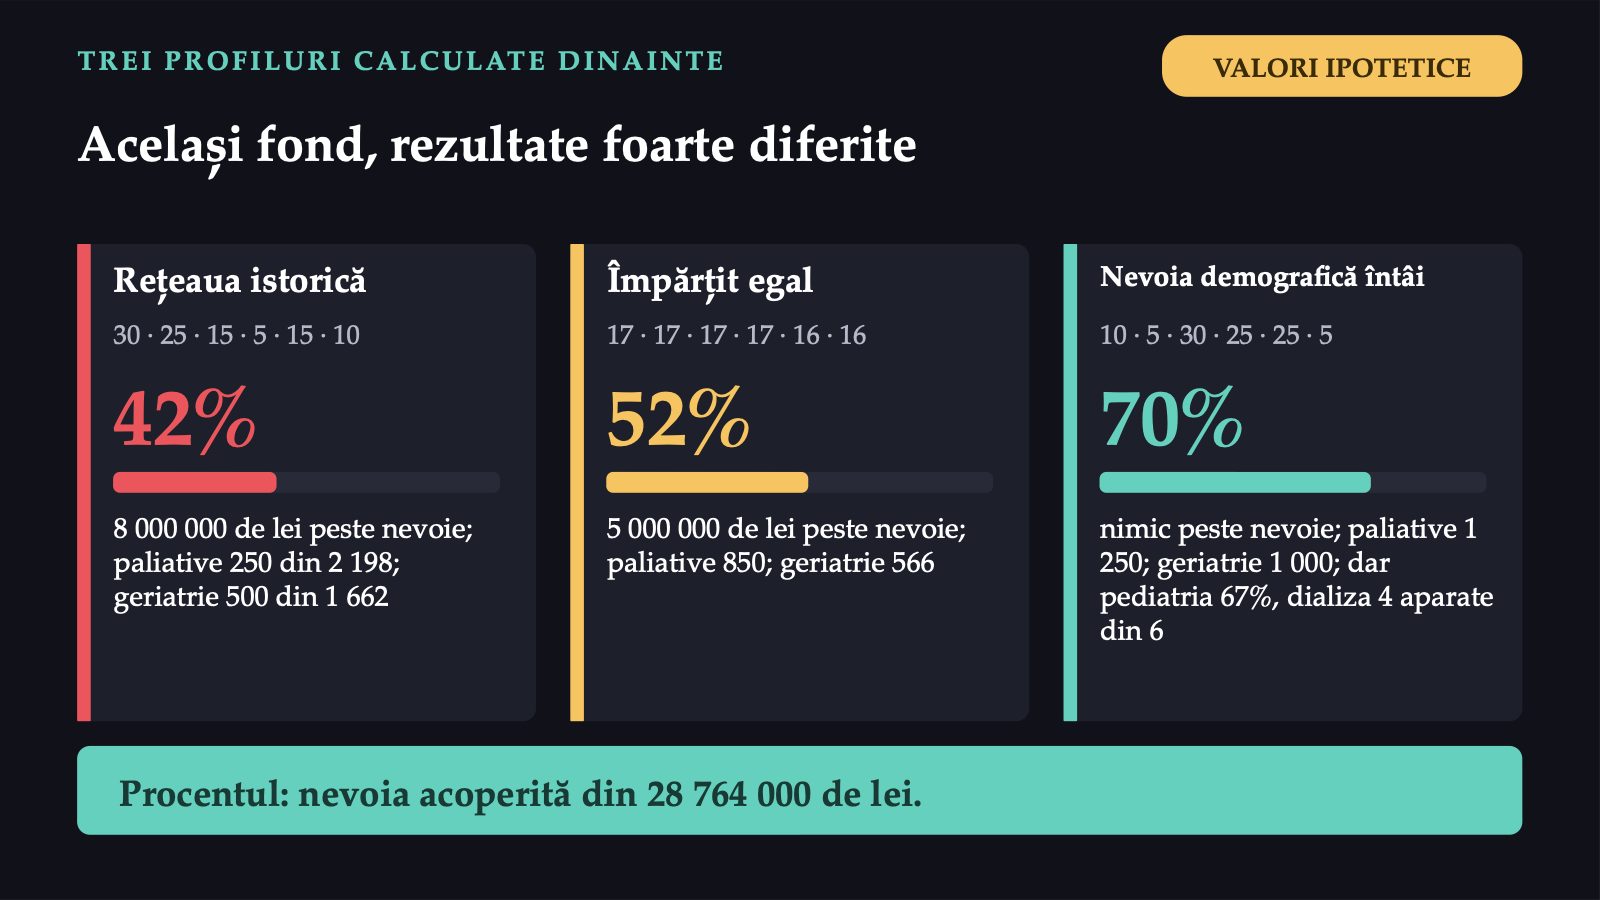 TREI PROFILURI CALCULATE DINAINTE
VALORI IPOTETICE
Același fond, rezultate foarte diferite
Rețeaua istorică
30 · 25 · 15 · 5 · 15 · 10
42%
8 000 000 de lei peste nevoie;
paliative 250 din 2 198;
geriatrie 500 din 1 662
Împărțit egal
17 · 17 · 17 · 17 · 16 · 16
52%
5 000 000 de lei peste nevoie;
paliative 850; geriatrie 566
Nevoia demografică întâi
10 · 5 · 30 · 25 · 25 · 5
70%
nimic peste nevoie; paliative 1
250; geriatrie 1 000; dar
pediatria 67%, dializa 4 aparate
din 6
Procentul: nevoia acoperită din 28 764 000 de lei.